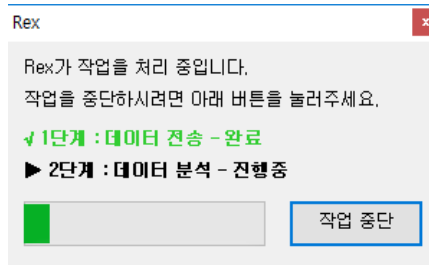 Rex
x
Rex가 작업을 처리 중입니다.
작업을 중단하시려면 아래 버튼을 눌러주세요.
√ 1단계 : 데이터 전송 - 완료
▶ 2단계 : 데이터 분석 - 진행중
작업 중단